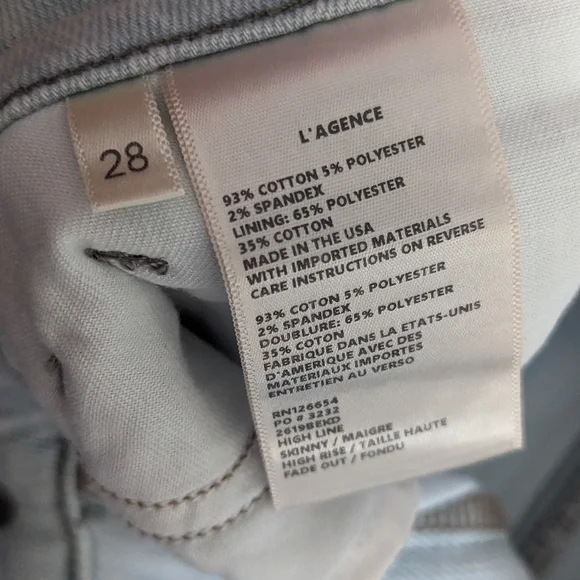 28
L'AGENCE
93% COTTON 5% POLYESTER
2% SPANDEX
LINING: 65% POLYESTER
35% COTTON
MADE IN THE USA
WITH IMPORTED MATERIALS
CARE INSTRUCTIONS ON REVERSE
93% COTON 5% POLYESTER
2% SPANDEX
DOUBLURE: 65% POLYESTER
35% COTON
FABRIQUE DANS LA ETATS-UNIS
D'AMERIQUE AVEC DES
MATERIAUX IMPORTES
ENTRETIEN AU VERSO
RN126654
PO # 3232
2619BEKD
HIGH LINE
SKINNY / MAIGRE
HIGH RISE / TAILLE HAUTE
FADE OUT / FONDU